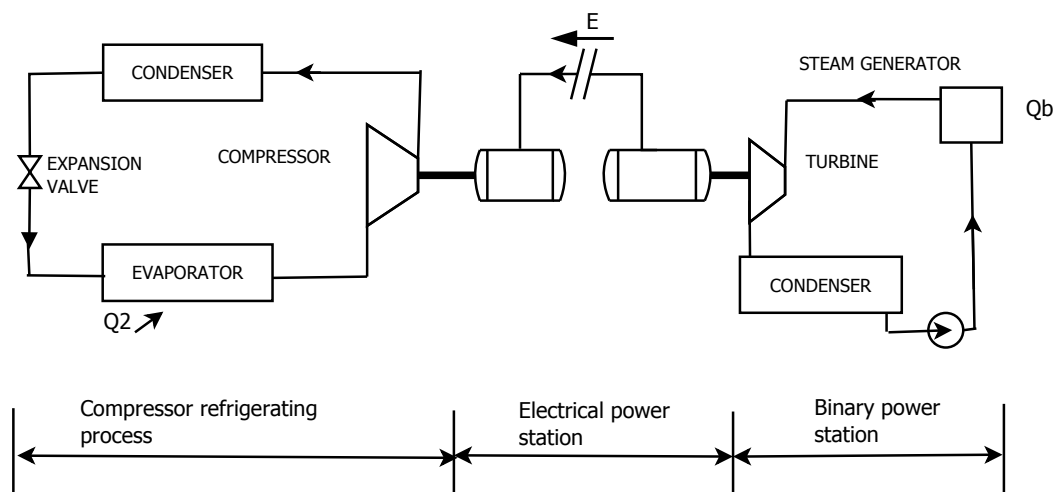 E
STEAM GENERATOR
CONDENSER
Qb
COMPRESSOR
EXPANSION
VALVE
TURBINE
EVAPORATOR
CONDENSER
Q2
Compressor refrigerating
process
Electrical power
station
Binary power
station